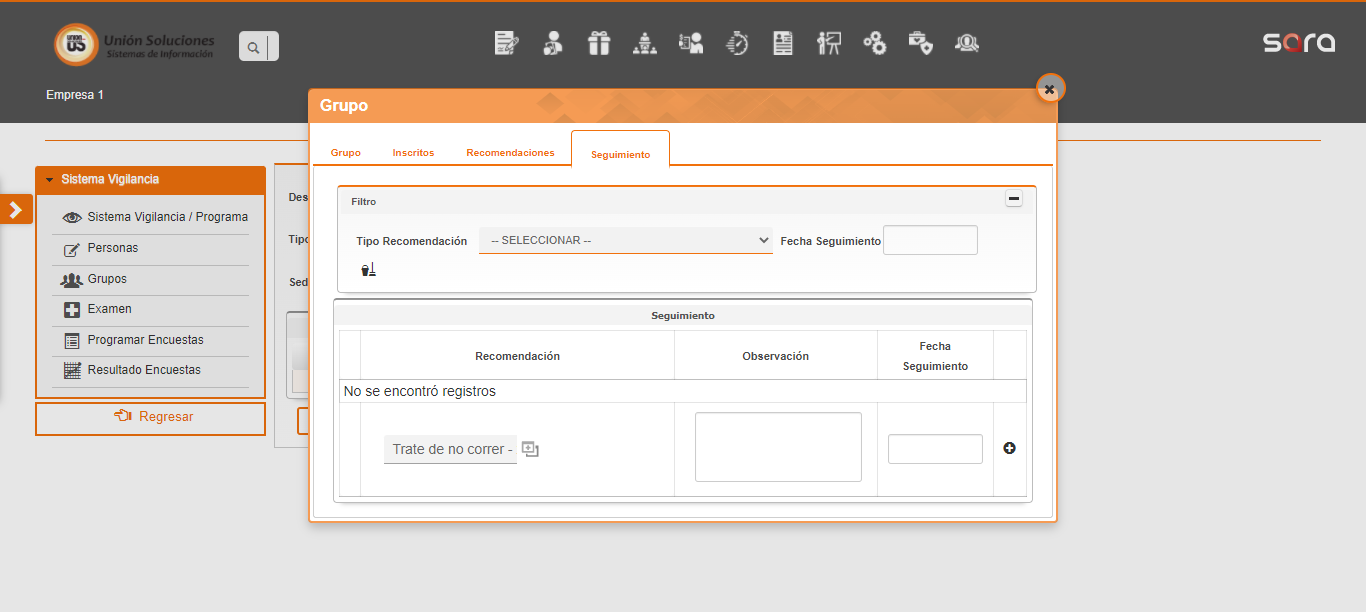 Unión Soluciones
Sistemas de Información
sara
Empresa 1
Grupo
Grupo
Inscritos
Recomendaciones
Seguimiento
Sistema Vigilancia
Sistema Vigilancia / Programa
Personas
Grupos
Examen
Programar Encuestas
Resultado Encuestas
Regresar
Des
Tipo
Sed
Filtro
Tipo Recomendación
-- SELECCIONAR --
Fecha Seguimiento
Seguimiento
Recomendación
Observación
Fecha
Seguimiento
No se encontró registros
Trate de no correr -